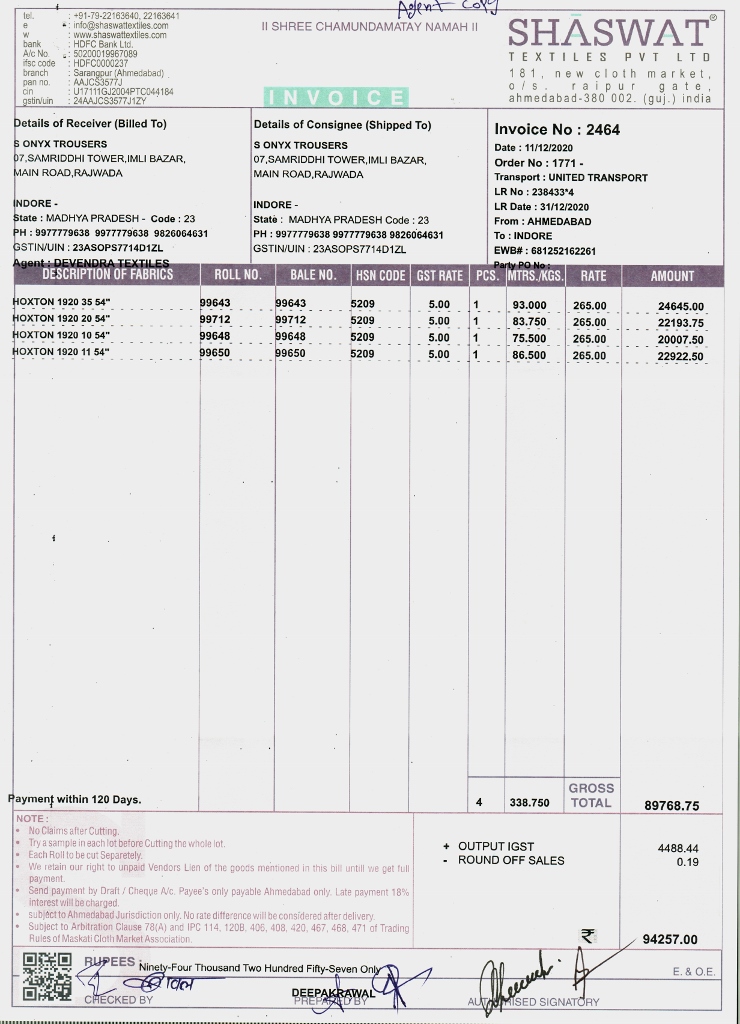 Agent Copy
tel. : +91-79-22163640, 22163641
e : info@shaswattextiles.com
w : www.shaswattextiles.com
bank : HDFC Bank Ltd.
A/c No. : 50200019967089
ifsc code : HDFC0000237
branch : Sarangpur (Ahmedabad)
pan no. : AAJCS3577J
cin : U17111GJ2004PTC044184
gstin/uin : 24AAJCS3577J1ZY
II SHREE CHAMUNDAMATAY NAMAH II
INVOICE
SHASWAT®
TEXTILES PVT LTD
181, new cloth market,
o/s. raipur gate,
ahmedabad-380 002. (guj.) india
Details of Receiver (Billed To)
S ONYX TROUSERS
07,SAMRIDDHI TOWER,IMLI BAZAR,
MAIN ROAD,RAJWADA
INDORE -
State : MADHYA PRADESH - Code : 23
PH : 9977779638 9977779638 9826064631
GSTIN/UIN : 23ASOPS7714D1ZL
Agent : DEVENDRA TEXTILES
Details of Consignee (Shipped To)
S ONYX TROUSERS
07,SAMRIDDHI TOWER,IMLI BAZAR,
MAIN ROAD,RAJWADA
INDORE -
State : MADHYA PRADESH Code : 23
PH : 9977779638 9977779638 9826064631
GSTIN/UIN : 23ASOPS7714D1ZL
Invoice No : 2464
Date : 11/12/2020
Order No : 1771 -
Transport : UNITED TRANSPORT
LR No : 238433*4
LR Date : 31/12/2020
From : AHMEDABAD
To : INDORE
EWB# : 681252162261
Party PO No :
DESCRIPTION OF FABRICS ROLL NO. BALE NO. HSN CODE GST RATE PCS. MTRS./KGS. RATE AMOUNT
HOXTON 1920 35 54" 99643 99643 5209 5.00 1 93.000 265.00 24645.00
HOXTON 1920 20 54" 99712 99712 5209 5.00 1 83.750 265.00 22193.75
HOXTON 1920 10 54" 99648 99648 5209 5.00 1 75.500 265.00 20007.50
HOXTON 1920 11 54" 99650 99650 5209 5.00 1 86.500 265.00 22922.50
Payment within 120 Days.
4 338.750 GROSS TOTAL 89768.75
NOTE :
• No Claims after Cutting.
• Try a sample in each lot before Cutting the whole lot.
• Each Roll to be cut Separetely.
• We retain our right to unpaid Vendors Lien of the goods mentioned in this bill untill we get full
payment.
• Send payment by Draft / Cheque A/c. Payee's only payable Ahmedabad only. Late payment 18%
interest will be charged.
• subject to Ahmedabad Jurisdiction only. No rate difference will be considered after delivery.
• Subject to Arbitration Clause 78(A) and IPC 114, 120B, 406, 408, 420, 467, 468, 471 of Trading
Rules of Maskati Cloth Market Association.
+ OUTPUT IGST 4488.44
- ROUND OFF SALES 0.19
₹ 94257.00
RUPEES : Ninety-Four Thousand Two Hundred Fifty-Seven Only
E. & O.E.
DEEPAKRAWAL
CHECKED BY PREPARED BY AUTHORISED SIGNATORY